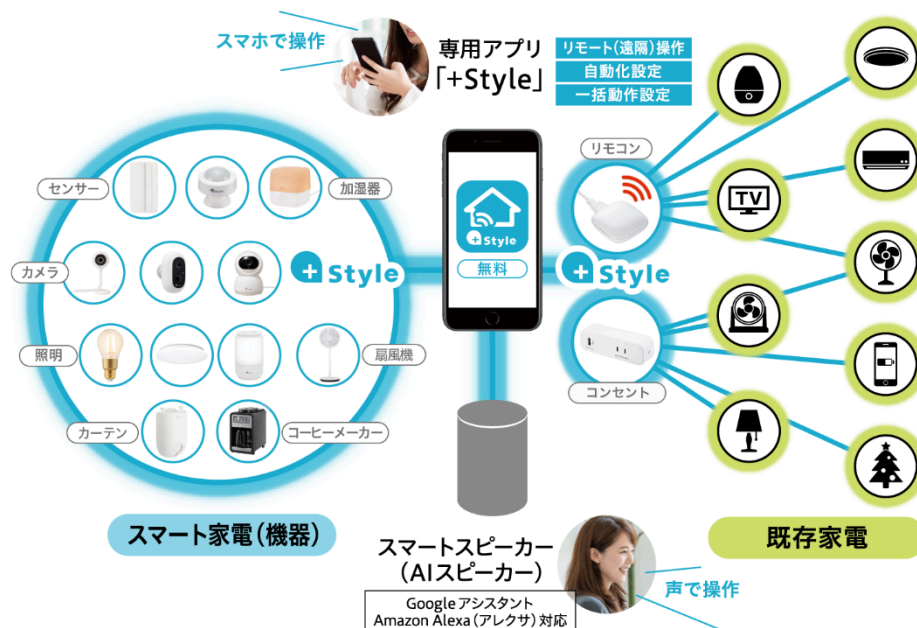 スマホで操作
専用アプリ
「+Style」
リモート(遠隔)操作
自動化設定
一括動作設定
センサー
加湿器
カメラ
照明
扇風機
カーテン
コーヒーメーカー
+Style
+Style
無料
+Style
リモコン
コンセント
TV
スマート家電(機器)
スマートスピーカー
(AIスピーカー)
Google アシスタント
Amazon Alexa(アレクサ)対応
声で操作
既存家電